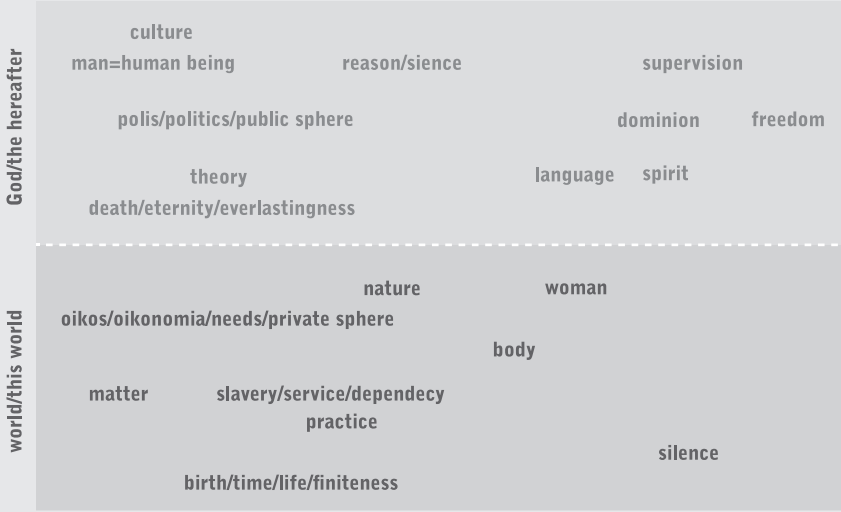 God/the hereafter
culture
man=human being
reason/sience
supervision
polis/politics/public sphere
dominion
freedom
theory
language
spirit
death/eternity/everlastingness
world/this world
nature
woman
oikos/oikonomia/needs/private sphere
body
matter
slavery/service/dependecy
practice
silence
birth/time/life/finiteness